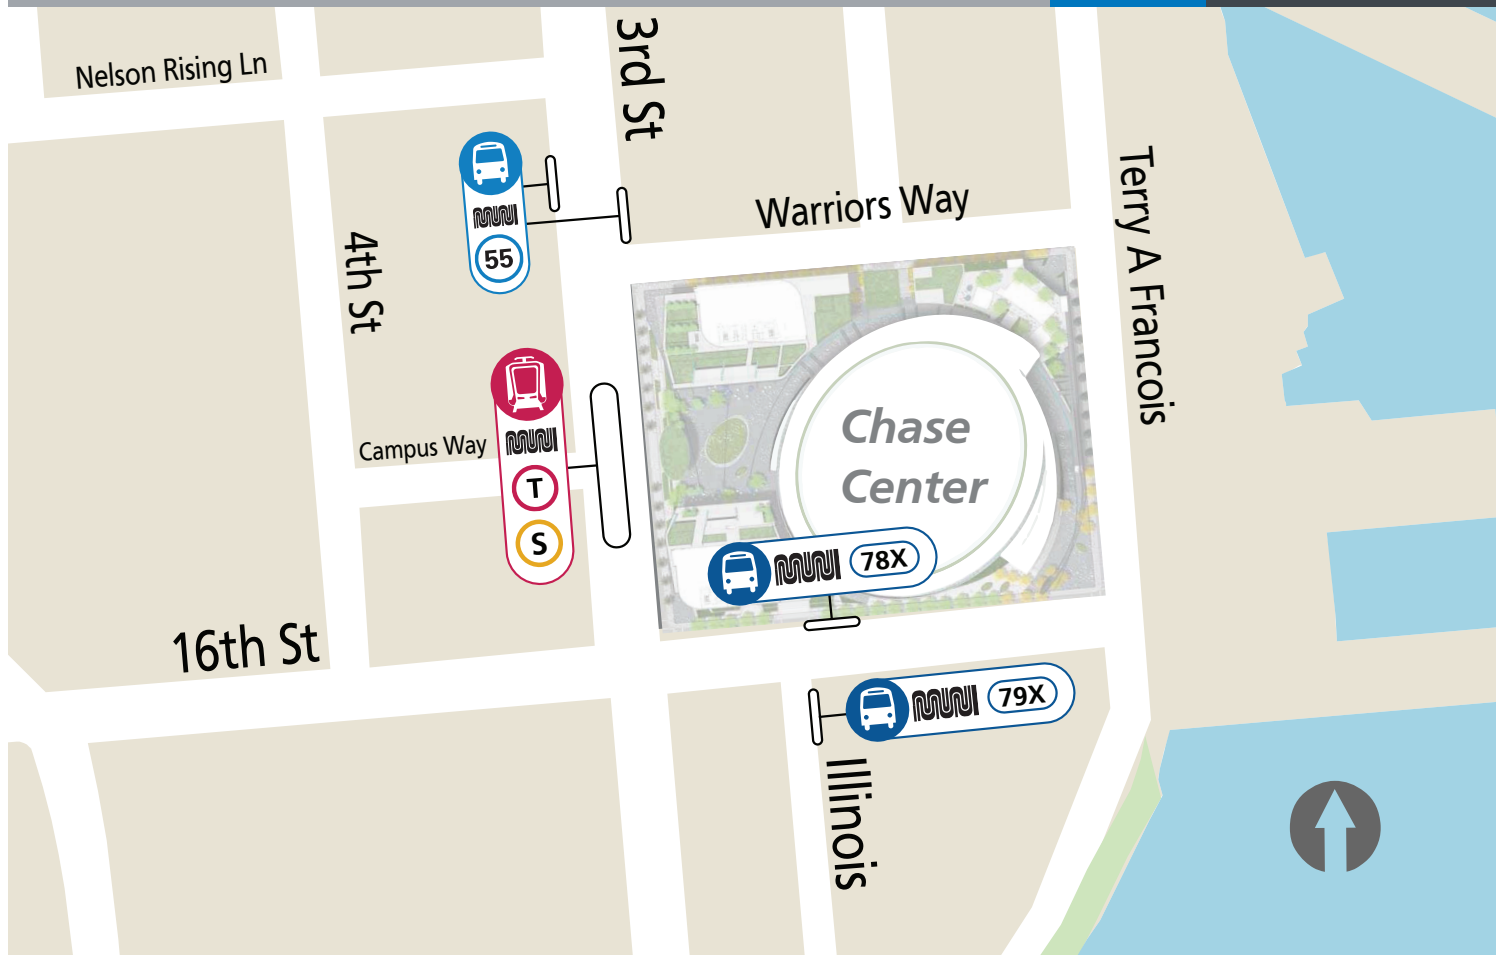 Nelson Rising Ln
3rd St
MUNI
55
Warriors Way
Terry A Francois
4th St
Chase
Center
Campus Way
MUNI
T
S
MUNI 78X
16th St
MUNI 79X
Illinois